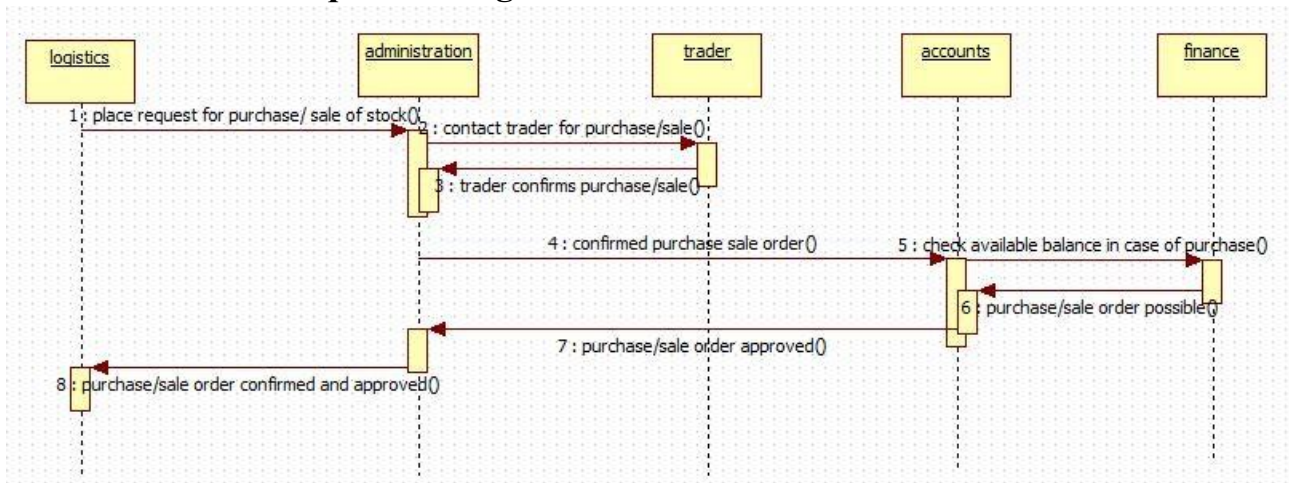 logistics administration trader accounts finance
1 : place request for purchase/ sale of stock()
2 : contact trader for purchase/sale()
3 : trader confirms purchase/sale()
4 : confirmed purchase sale order()
5 : check available balance in case of purchase()
6 : purchase/sale order possible()
7 : purchase/sale order approved()
8 : purchase/sale order confirmed and approved()